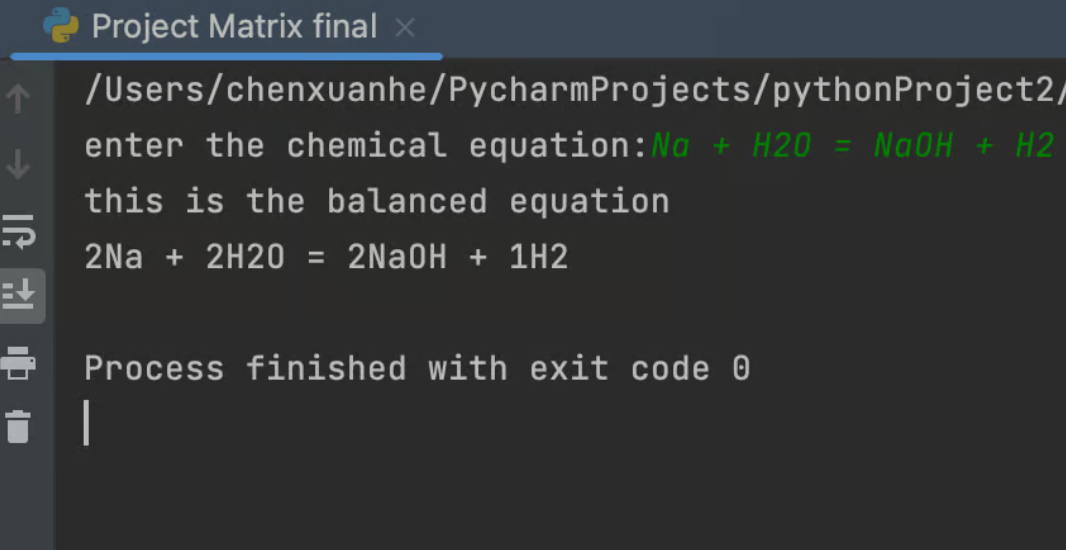 Project Matrix final
/Users/chenxuanhe/PycharmProjects/pythonProject2/
enter the chemical equation:Na + H2O = NaOH + H2
this is the balanced equation
2Na + 2H2O = 2NaOH + 1H2
Process finished with exit code 0